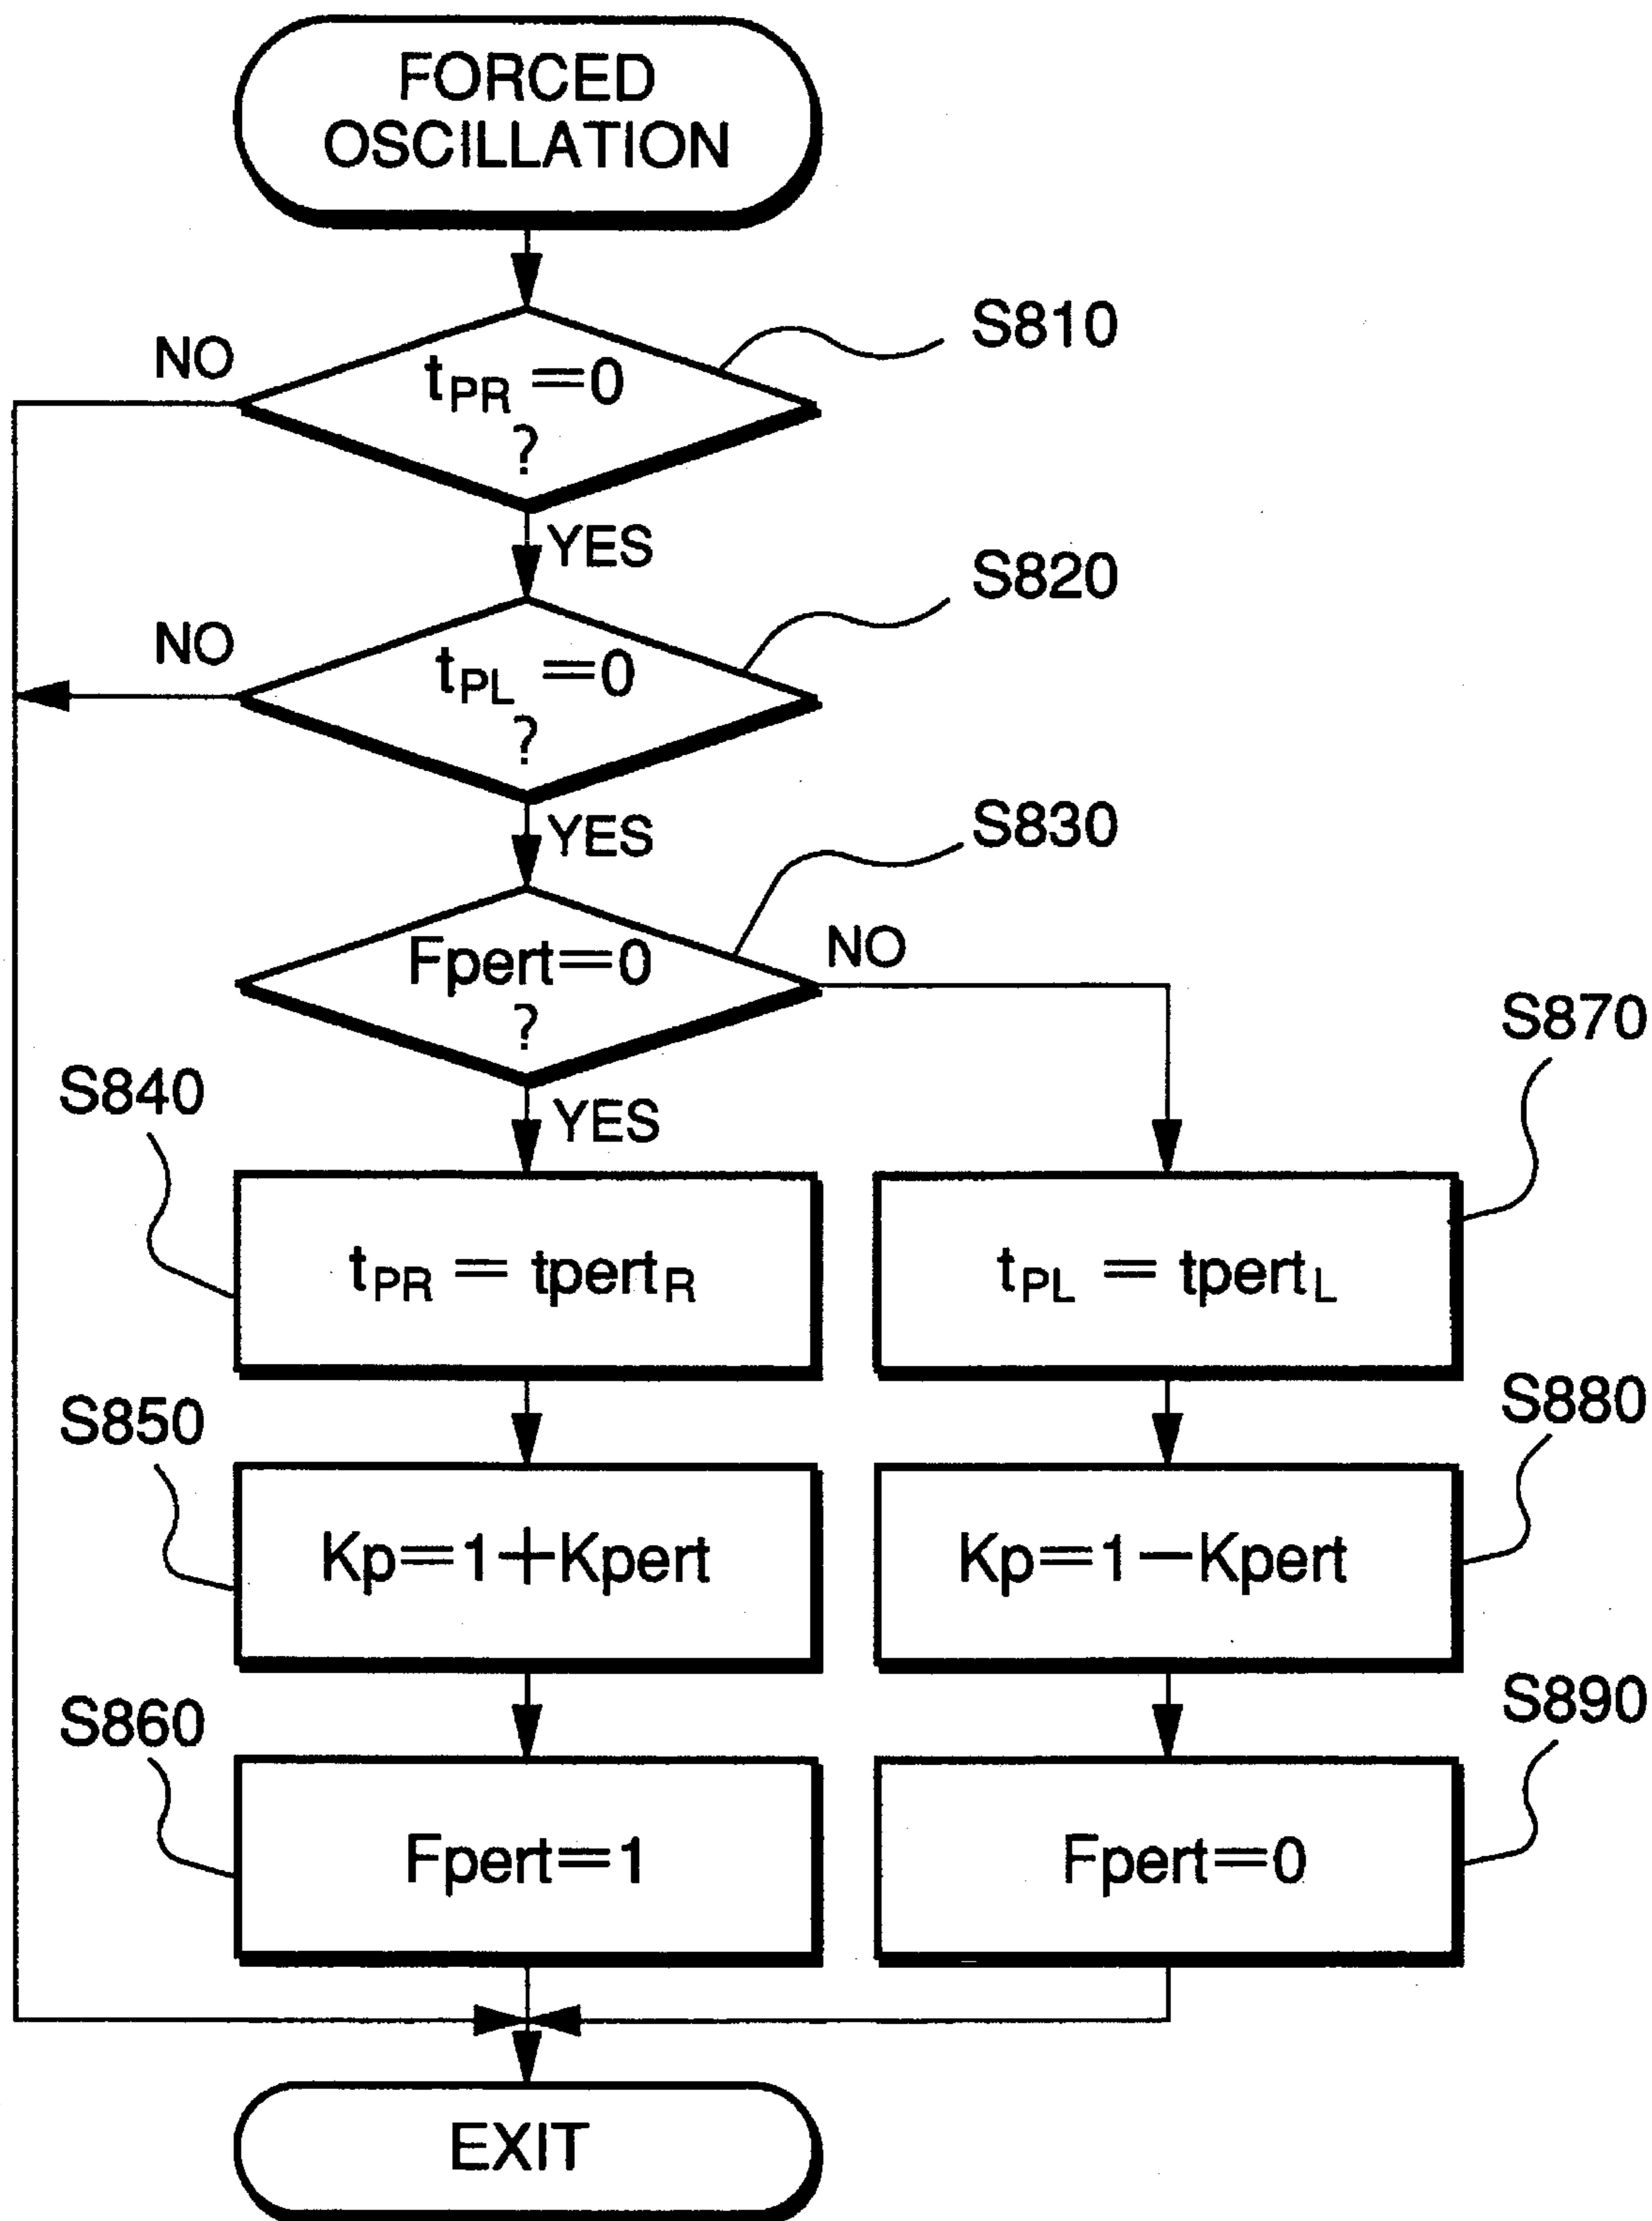 FORCED
OSCILLATION
S810
NO
tPR =0
?
YES
S820
NO
tPL =0
?
YES
S830
Fpert=0
?
NO
S870
S840
YES
tPR = tpertR
tPL = tpertL
S850
S880
Kp=1+Kpert
Kp=1−Kpert
S860
S890
Fpert=1
Fpert=0
EXIT